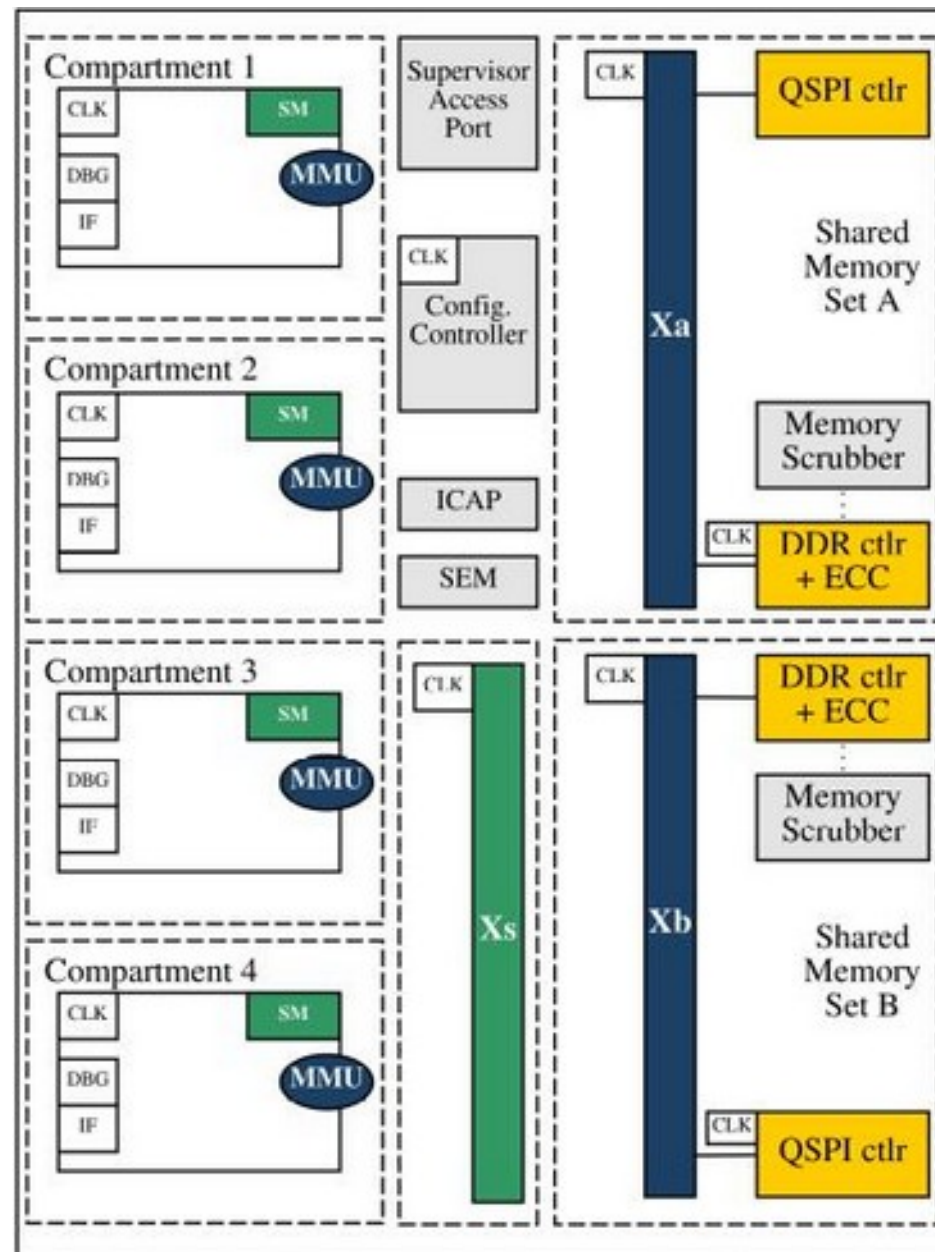 Compartment 1
CLK
SM
MMU
DBG
IF
Compartment 2
CLK
SM
MMU
DBG
IF
Compartment 3
CLK
SM
MMU
DBG
IF
Compartment 4
CLK
SM
MMU
DBG
IF
Supervisor
Access
Port
CLK
Config.
Controller
ICAP
SEM
CLK
Xs
CLK
Xa
QSPI ctlr
Shared
Memory
Set A
Memory
Scrubber
CLK
DDR ctlr
+ ECC
CLK
Xb
DDR ctlr
+ ECC
Memory
Scrubber
Shared
Memory
Set B
CLK
QSPI ctlr